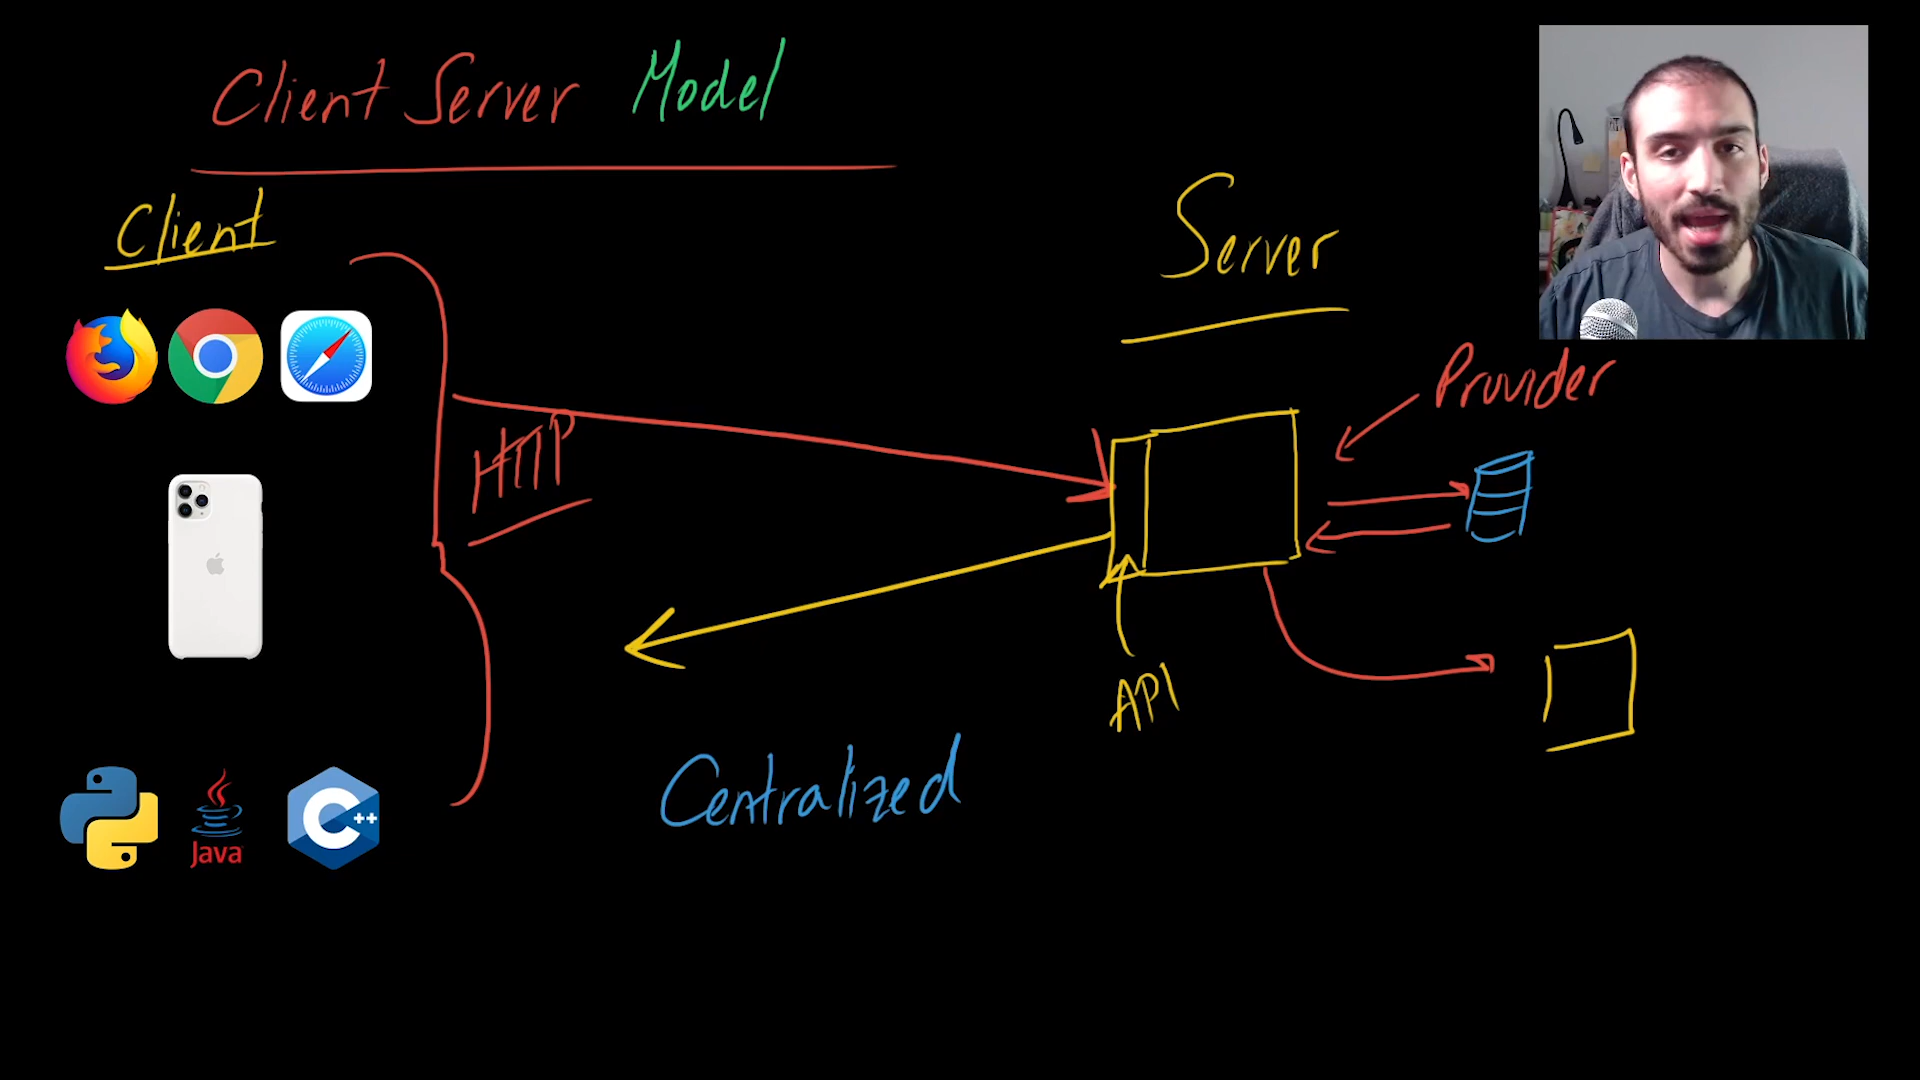 Client Server Model
Client
Server
Provider
HTTP
API
Centralized
Java
C++